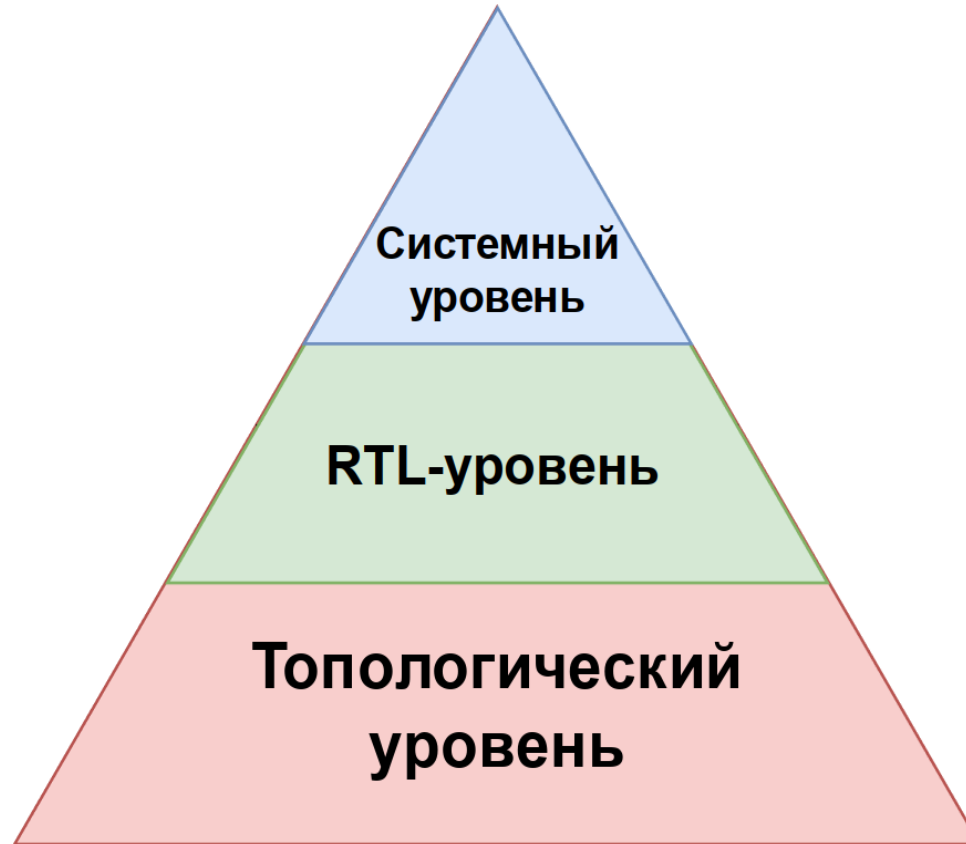 Системный
уровень
RTL-уровень
Топологический
уровень